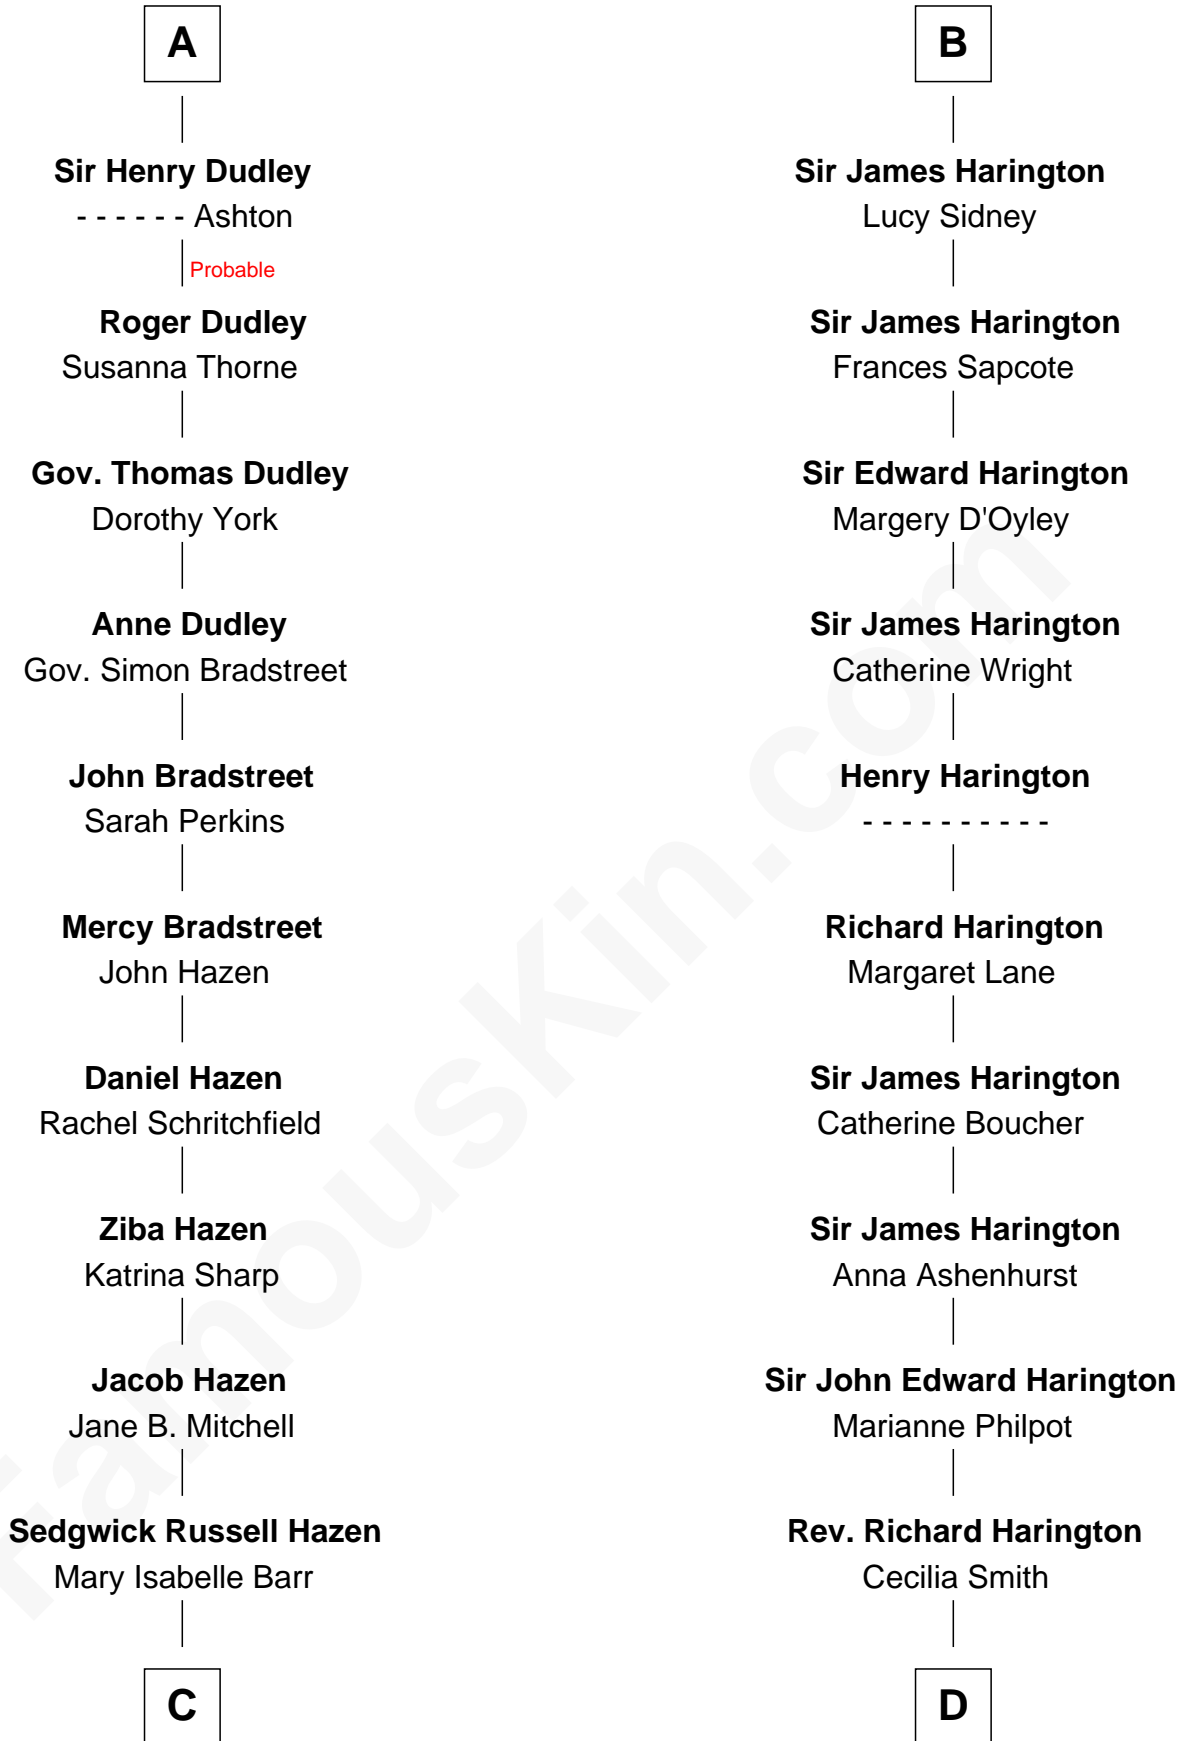 A
Sir Henry Dudley
- - - - - - Ashton
Probable
Roger Dudley
Susanna Thorne
Gov. Thomas Dudley
Dorothy York
Anne Dudley
Gov. Simon Bradstreet
John Bradstreet
Sarah Perkins
Mercy Bradstreet
John Hazen
Daniel Hazen
Rachel Schritchfield
Ziba Hazen
Katrina Sharp
Jacob Hazen
Jane B. Mitchell
Sedgwick Russell Hazen
Mary Isabelle Barr
C
B
Sir James Harington
Lucy Sidney
Sir James Harington
Frances Sapcote
Sir Edward Harington
Margery D'Oyley
Sir James Harington
Catherine Wright
Henry Harington
- - - - - - - - - -
Richard Harington
Margaret Lane
Sir James Harington
Catherine Boucher
Sir James Harington
Anna Ashenhurst
Sir John Edward Harington
Marianne Philpot
Rev. Richard Harington
Cecilia Smith
D
FamousKin.com